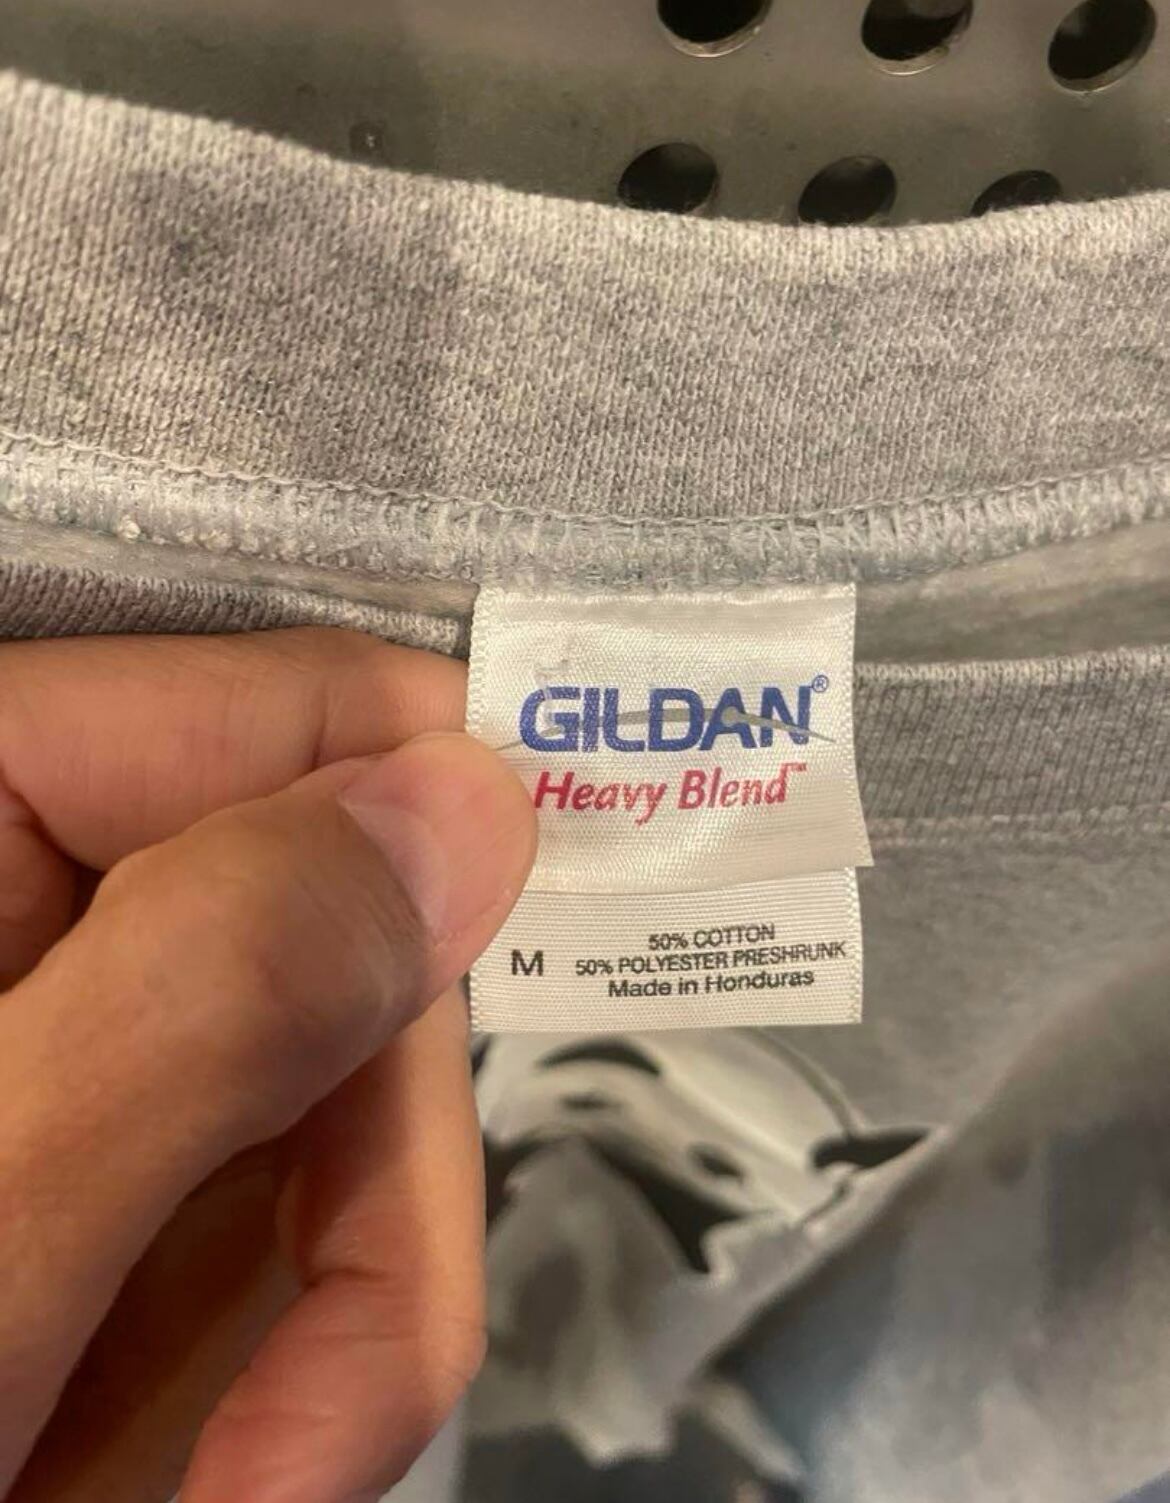 GILDAN®
Heavy Blend™
50% COTTON
M 50% POLYESTER PRESHRUNK
Made in Honduras